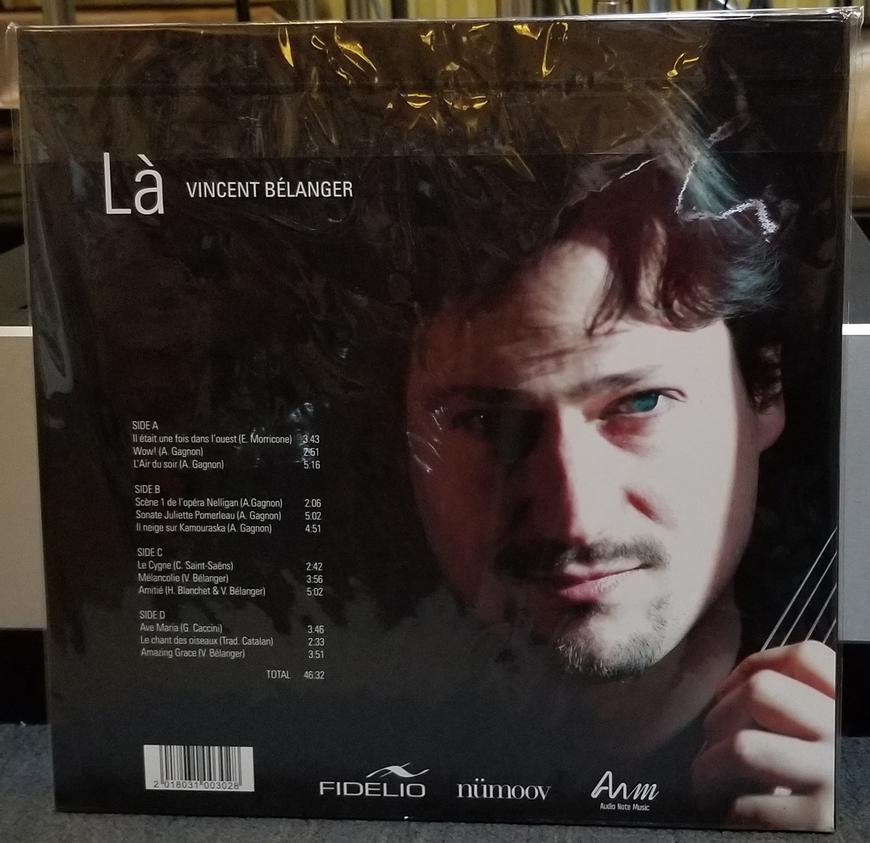 Là VINCENT BÉLANGER
SIDE A
Il était une fois dans l'ouest (E. Morricone) 3:43
Wow! (A. Gagnon) 2:51
L'Air du soir (A. Gagnon) 5:16
SIDE B
Scène 1 de l'opéra Nelligan (A.Gagnon) 2:06
Sonate Juliette Pomerleau (A. Gagnon) 5:02
Il neige sur Kamouraska (A. Gagnon) 4:51
SIDE C
Le Cygne (C. Saint-Saëns) 2:42
Mélancolie (V. Bélanger) 3:56
Amitié (H. Blanchet & V. Bélanger) 5:02
SIDE D
Ave Maria (G. Caccini) 3:46
Le chant des oiseaux (Trad. Catalan) 2:33
Amazing Grace (V. Bélanger) 3:51
TOTAL 46:32
2 018031 003028
FIDELIO nümoov Anm
Audio Note Music